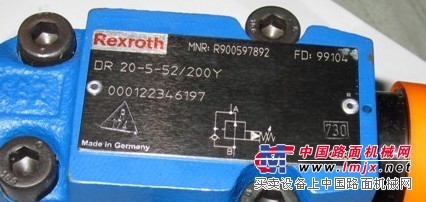 Rexroth MNR: R900597892 FD: 99104
DR 20-5-52/200Y
000122346197
A
B
730
Made in Germany
中国路面机械网
www.lmjx.net
买卖设备上中国路面机械网